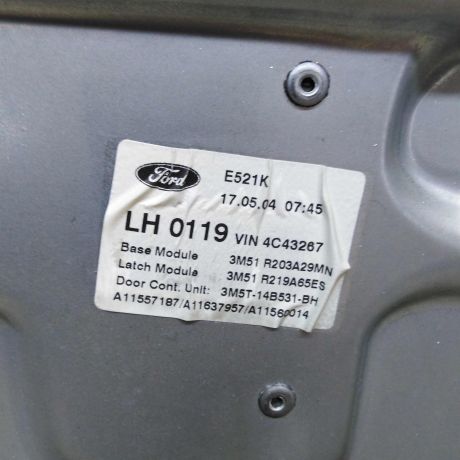 Ford
E521K
17.05.04 07:45
LH 0119 VIN 4C43267
Base Module 3M51 R203A29MN
Latch Module 3M51 R219A65ES
Door Cont. Unit: 3M5T-14B531-BH
A11557187/A11637957/A11560014